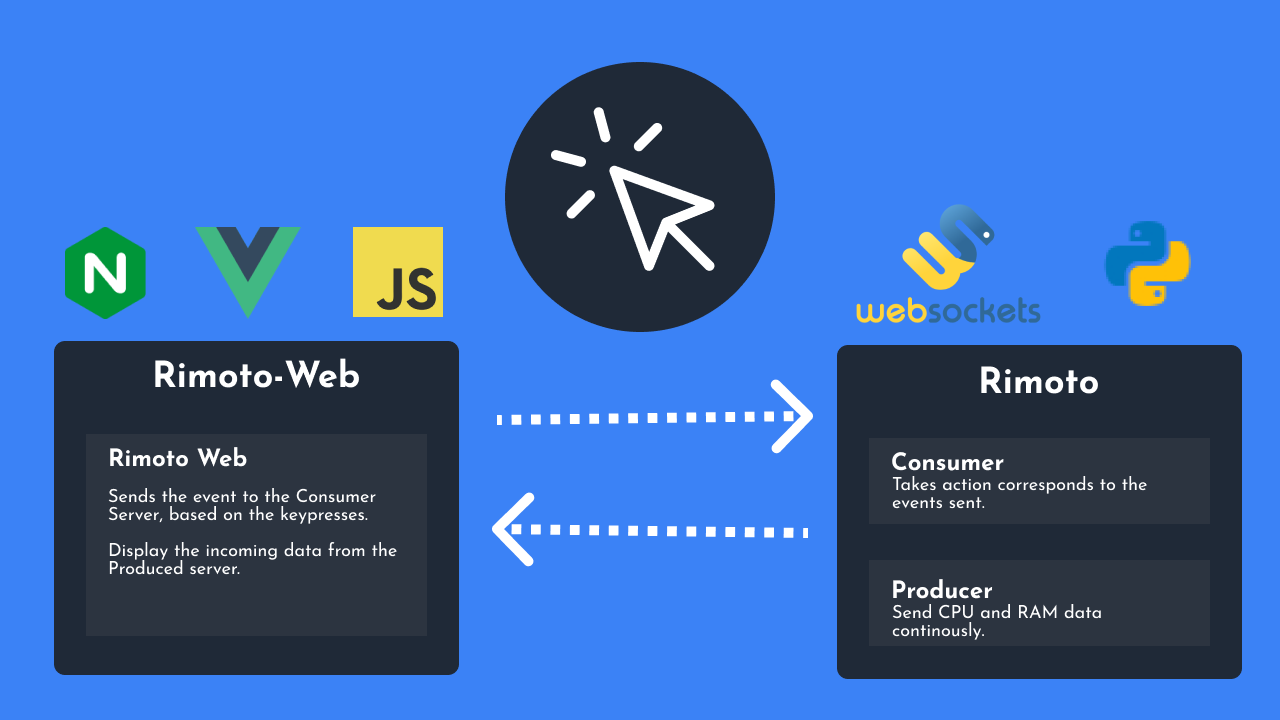 N
JS
websockets
Rimoto-Web
Rimoto Web
Sends the event to the Consumer
Server, based on the keypresses.
Display the incoming data from the
Produced server.
Rimoto
Consumer
Takes action corresponds to the
events sent.
Producer
Send CPU and RAM data
continously.